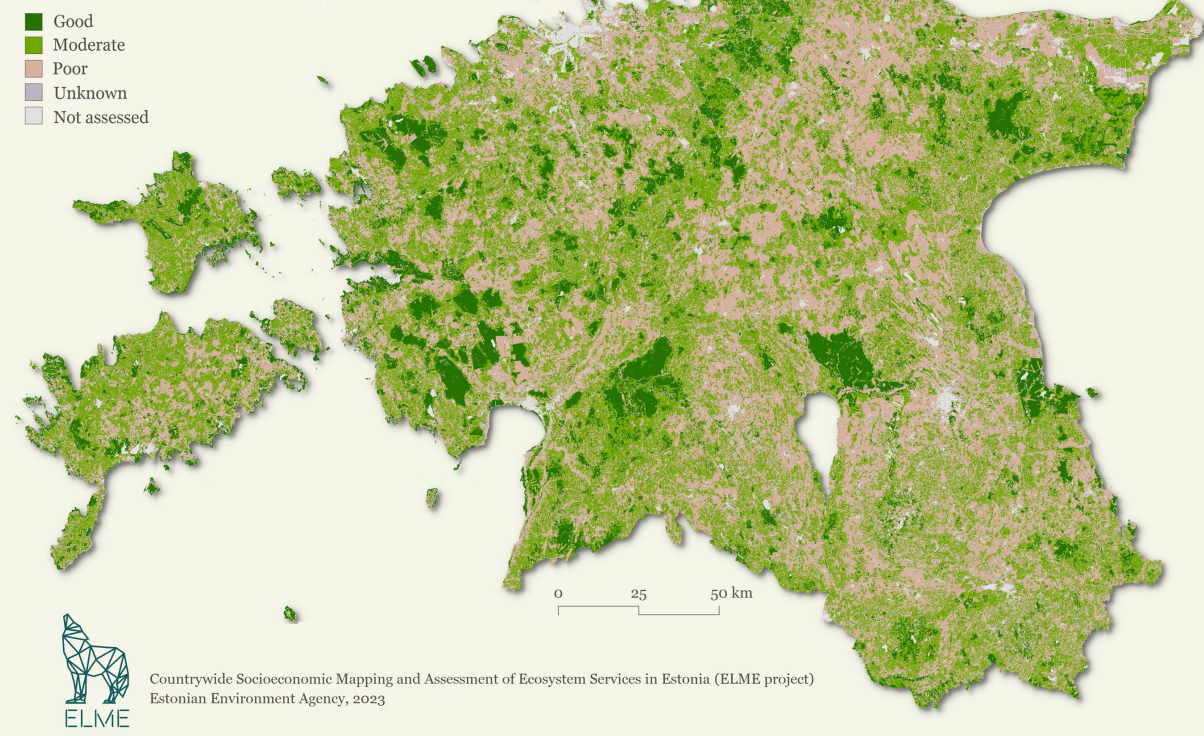 Good
Moderate
Poor
Unknown
Not assessed
0 25 50 km
Countrywide Socioeconomic Mapping and Assessment of Ecosystem Services in Estonia (ELME project)
Estonian Environment Agency, 2023
ELME